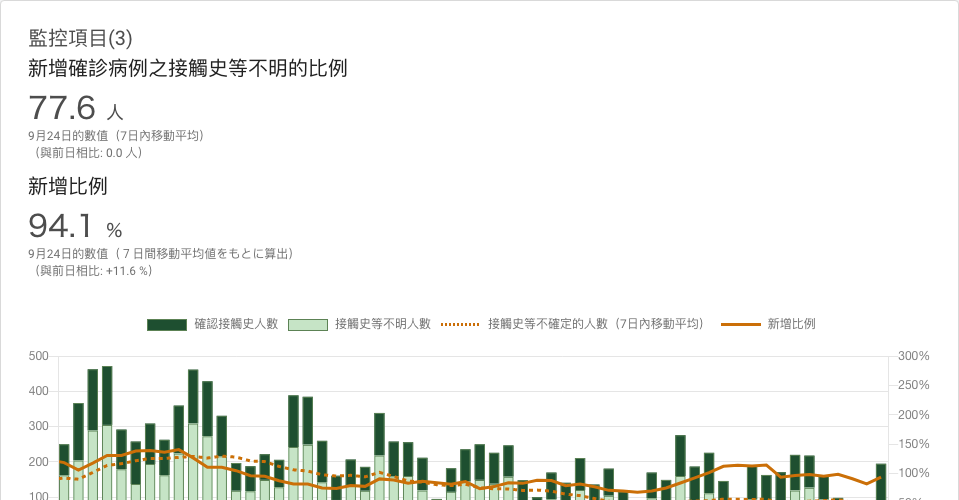 監控項目(3)
新增確診病例之接觸史等不明的比例
77.6 人
9月24日的數值（7日內移動平均）
（與前日相比: 0.0 人）
新增比例
94.1 %
9月24日的數值（７日間移動平均値をもとに算出）
（與前日相比: +11.6 %）
確認接觸史人數 接觸史等不明人數 接觸史等不確定的人數（7日內移動平均） 新增比例
500 300%
250%
400
200%
300
150%
200
100%
100